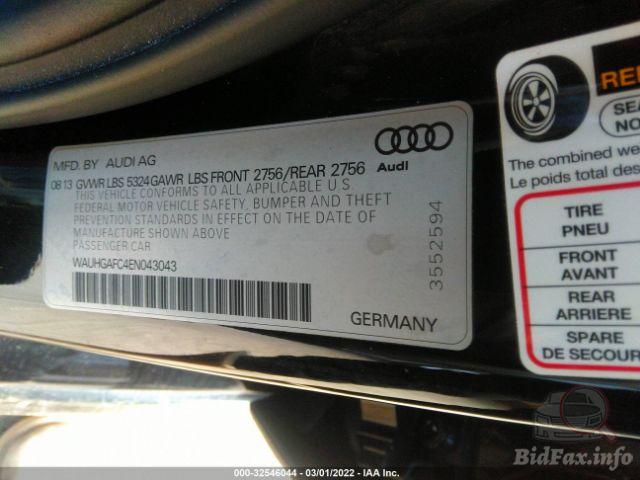 MFD. BY AUDI AG
0813 GVWR LBS 5324 GAWR LBS FRONT 2756/REAR 2756
THIS VEHICLE CONFORMS TO ALL APPLICABLE U.S.
FEDERAL MOTOR VEHICLE SAFETY, BUMPER AND THEFT
PREVENTION STANDARDS IN EFFECT ON THE DATE OF
MANUFACTURE SHOWN ABOVE
PASSENGER CAR
WAUHGAFC4EN043043
Audi
3552594
GERMANY
The combined we
Le poids total des
TIRE
PNEU
FRONT
AVANT
REAR
ARRIERE
SPARE
DE SECOUR
BidFax.info
000-32546044 - 03/01/2022 - IAA Inc.